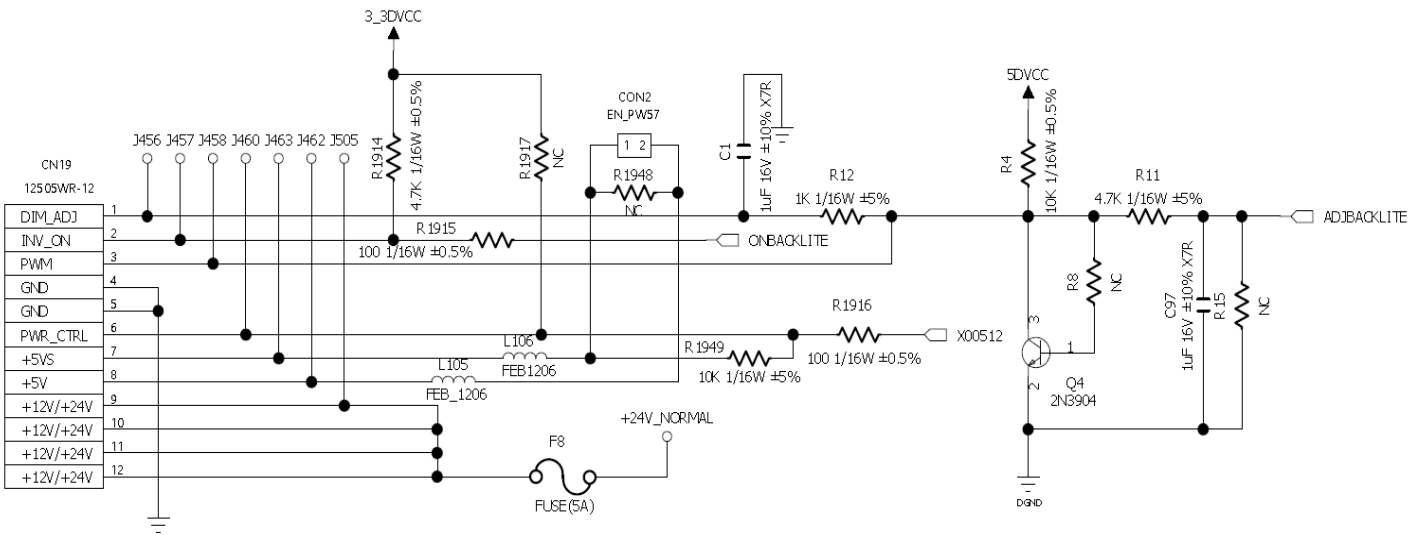 3_3DVCC
CN19
12505WR-12
DIM_ADJ 1
INV_ON 2
PWM 3
GND 4
GND 5
PWR_CTRL 6
+5VS 7
+5V 8
+12V/+24V 9
+12V/+24V 10
+12V/+24V 11
+12V/+24V 12
J456 J457 J458 J460 J463 J462 J505
R1914
4.7K 1/16W ±0.5%
R1915
100 1/16W ±0.5%
R1917
NC
CON2
EN_PW57
1 2
R1948
NC
C1
1uF 16V ±10% X7R
R12
1K 1/16W ±5%
ONBACKLITE
L106
FEB1206
L105
FEB_1206
R1949
10K 1/16W ±5%
R1916
100 1/16W ±0.5%
X00512
F8
FUSE(5A)
+24V_NORMAL
5DVCC
R4
10K 1/16W ±0.5%
R11
4.7K 1/16W ±5%
ADJBACKLITE
R8
NC
C97
1uF 16V ±10% X7R
R15
NC
3
1
2
Q4
2N3904
DGND